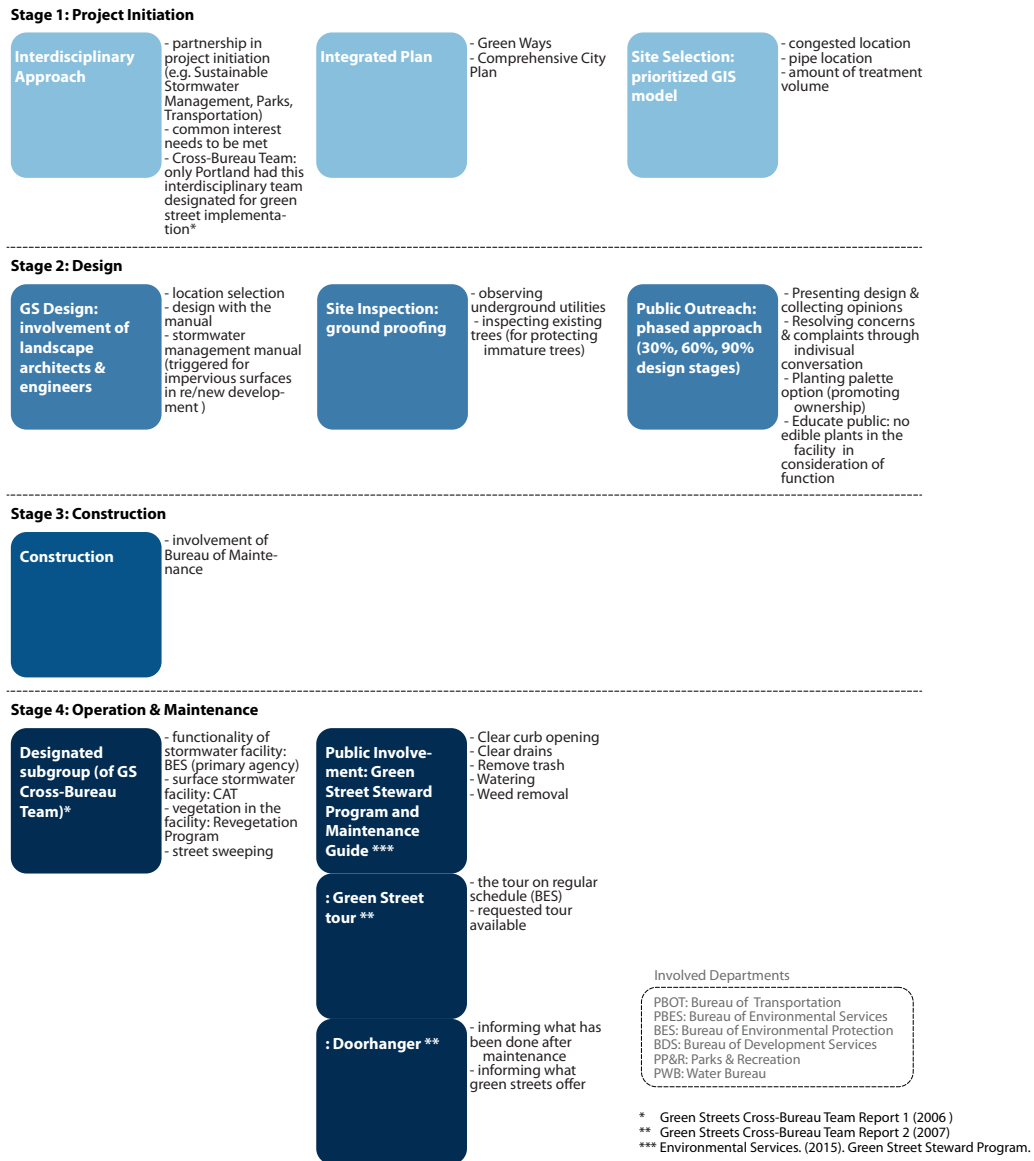 Stage 1: Project Initiation
Interdisciplinary
Approach
- partnership in
project initiation
(e.g. Sustainable
Stormwater
Management, Parks,
Transportation)
- common interest
needs to be met
- Cross-Bureau Team:
only Portland had this
interdisciplinary team
designated for green
street implementa-
tion*
Integrated Plan
- Green Ways
- Comprehensive City
Plan
Site Selection:
prioritized GIS
model
- congested location
- pipe location
- amount of treatment
volume
Stage 2: Design
GS Design:
involvement of
landscape
architects &
engineers
- location selection
- design with the
manual
- stormwater
management manual
(triggered for
impervious surfaces
in re/new develop-
ment )
Site Inspection:
ground proofing
- observing
underground utilities
- inspecting existing
trees (for protecting
immature trees)
Public Outreach:
phased approach
(30%, 60%, 90%
design stages)
- Presenting design &
collecting opinions
- Resolving concerns
& complaints through
indivisual
conversation
- Planting palette
option (promoting
ownership)
- Educate public: no
edible plants in the
facility in
consideration of
function
Stage 3: Construction
Construction
- involvement of
Bureau of Mainte-
nance
Stage 4: Operation & Maintenance
Designated
subgroup (of GS
Cross-Bureau
Team)*
- functionality of
stormwater facility:
BES (primary agency)
- surface stormwater
facility: CAT
- vegetation in the
facility: Revegetation
Program
- street sweeping
Public Involve-
ment: Green
Street Steward
Program and
Maintenance
Guide ***
- Clear curb opening
- Clear drains
- Remove trash
- Watering
- Weed removal
: Green Street
tour **
- the tour on regular
schedule (BES)
- requested tour
available
: Doorhanger **
- informing what has
been done after
maintenance
- informing what
green streets offer
Involved Departments
PBOT: Bureau of Transportation
PBES: Bureau of Environmental Services
BES: Bureau of Environmental Protection
BDS: Bureau of Development Services
PP&R: Parks & Recreation
PWB: Water Bureau
* Green Streets Cross-Bureau Team Report 1 (2006 )
** Green Streets Cross-Bureau Team Report 2 (2007)
*** Environmental Services. (2015). Green Street Steward Program.